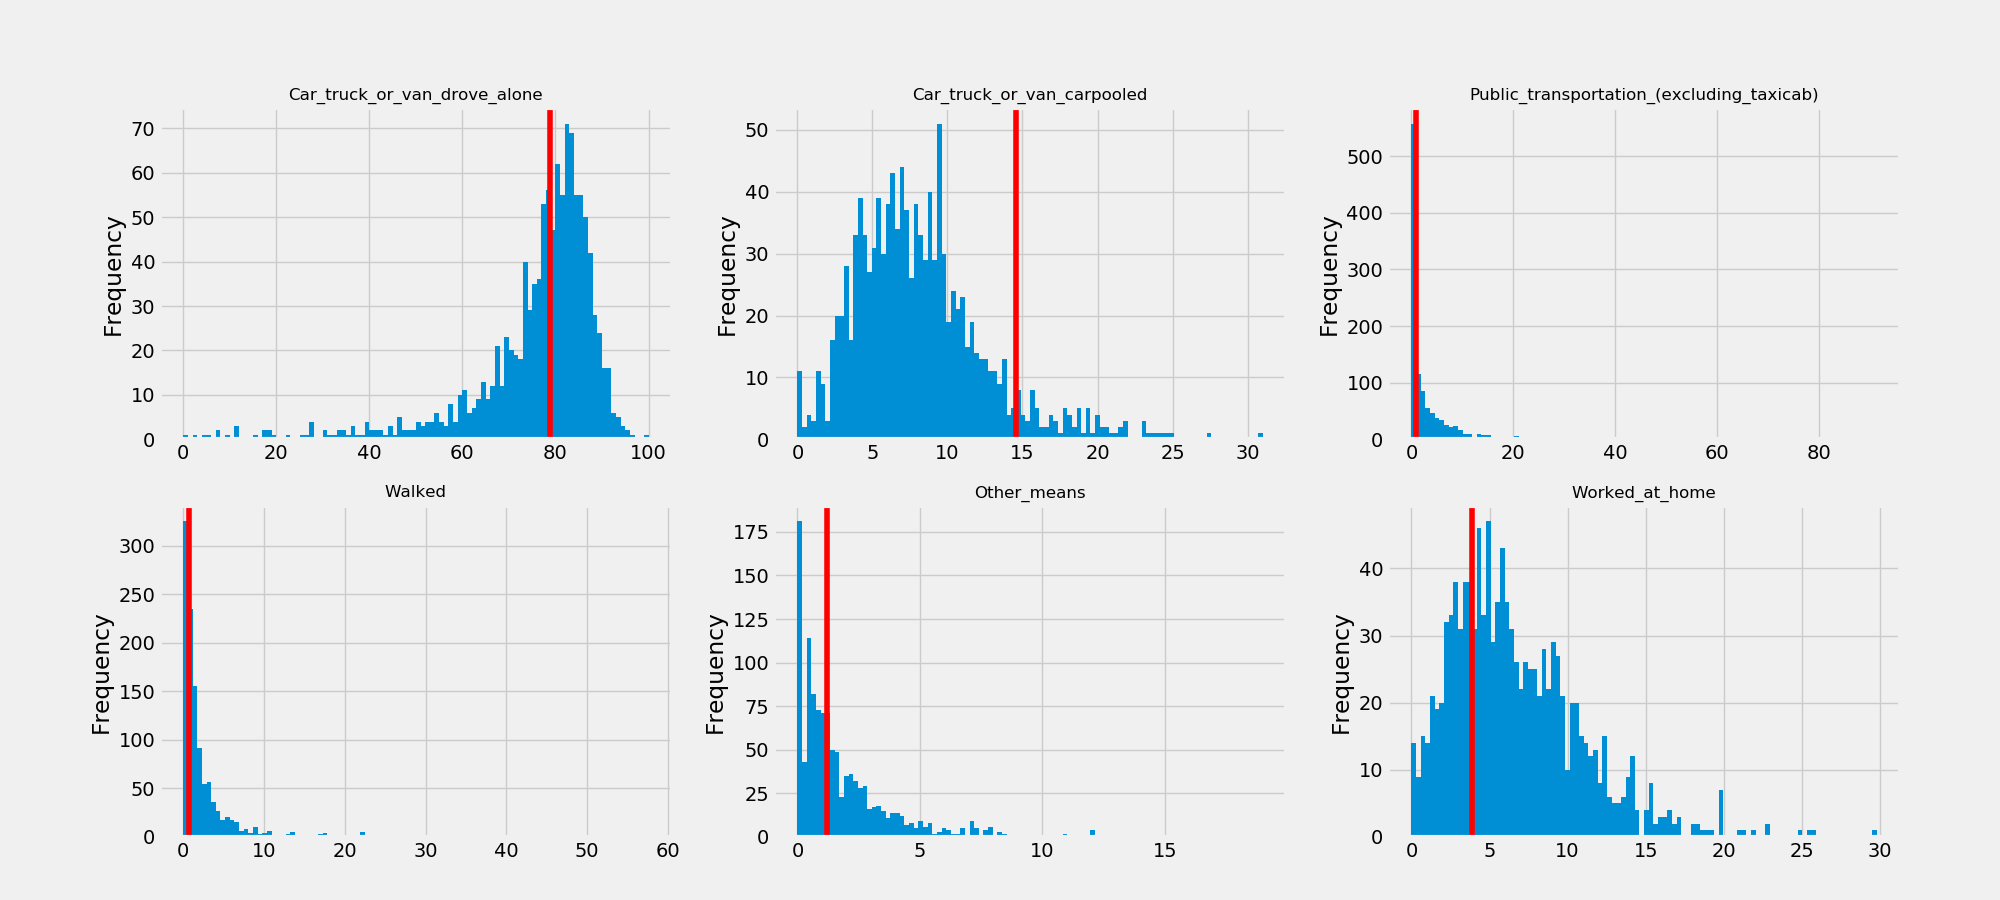 Car_truck_or_van_drove_alone
Frequency
70
60
50
40
30
20
10
0
0 20 40 60 80 100
Car_truck_or_van_carpooled
Frequency
50
40
30
20
10
0
0 5 10 15 20 25 30
Public_transportation_(excluding_taxicab)
Frequency
500
400
300
200
100
0
0 20 40 60 80
Walked
Frequency
300
250
200
150
100
50
0
0 10 20 30 40 50 60
Other_means
Frequency
175
150
125
100
75
50
25
0
0 5 10 15
Worked_at_home
Frequency
40
30
20
10
0
0 5 10 15 20 25 30